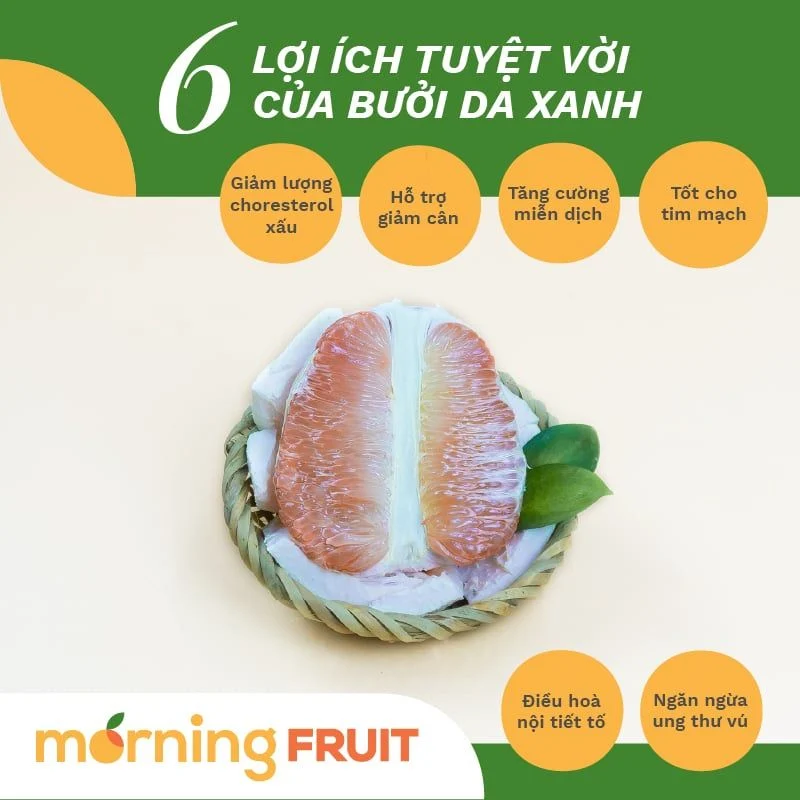 6
LỢI ÍCH TUYỆT VỜI
CỦA BƯỞI DA XANH
Giảm lượng
choresterol
xấu
Hỗ trợ
giảm cân
Tăng cường
miễn dịch
Tốt cho
tim mạch
Điều hoà
nội tiết tố
Ngăn ngừa
ung thư vú
morning FRUIT